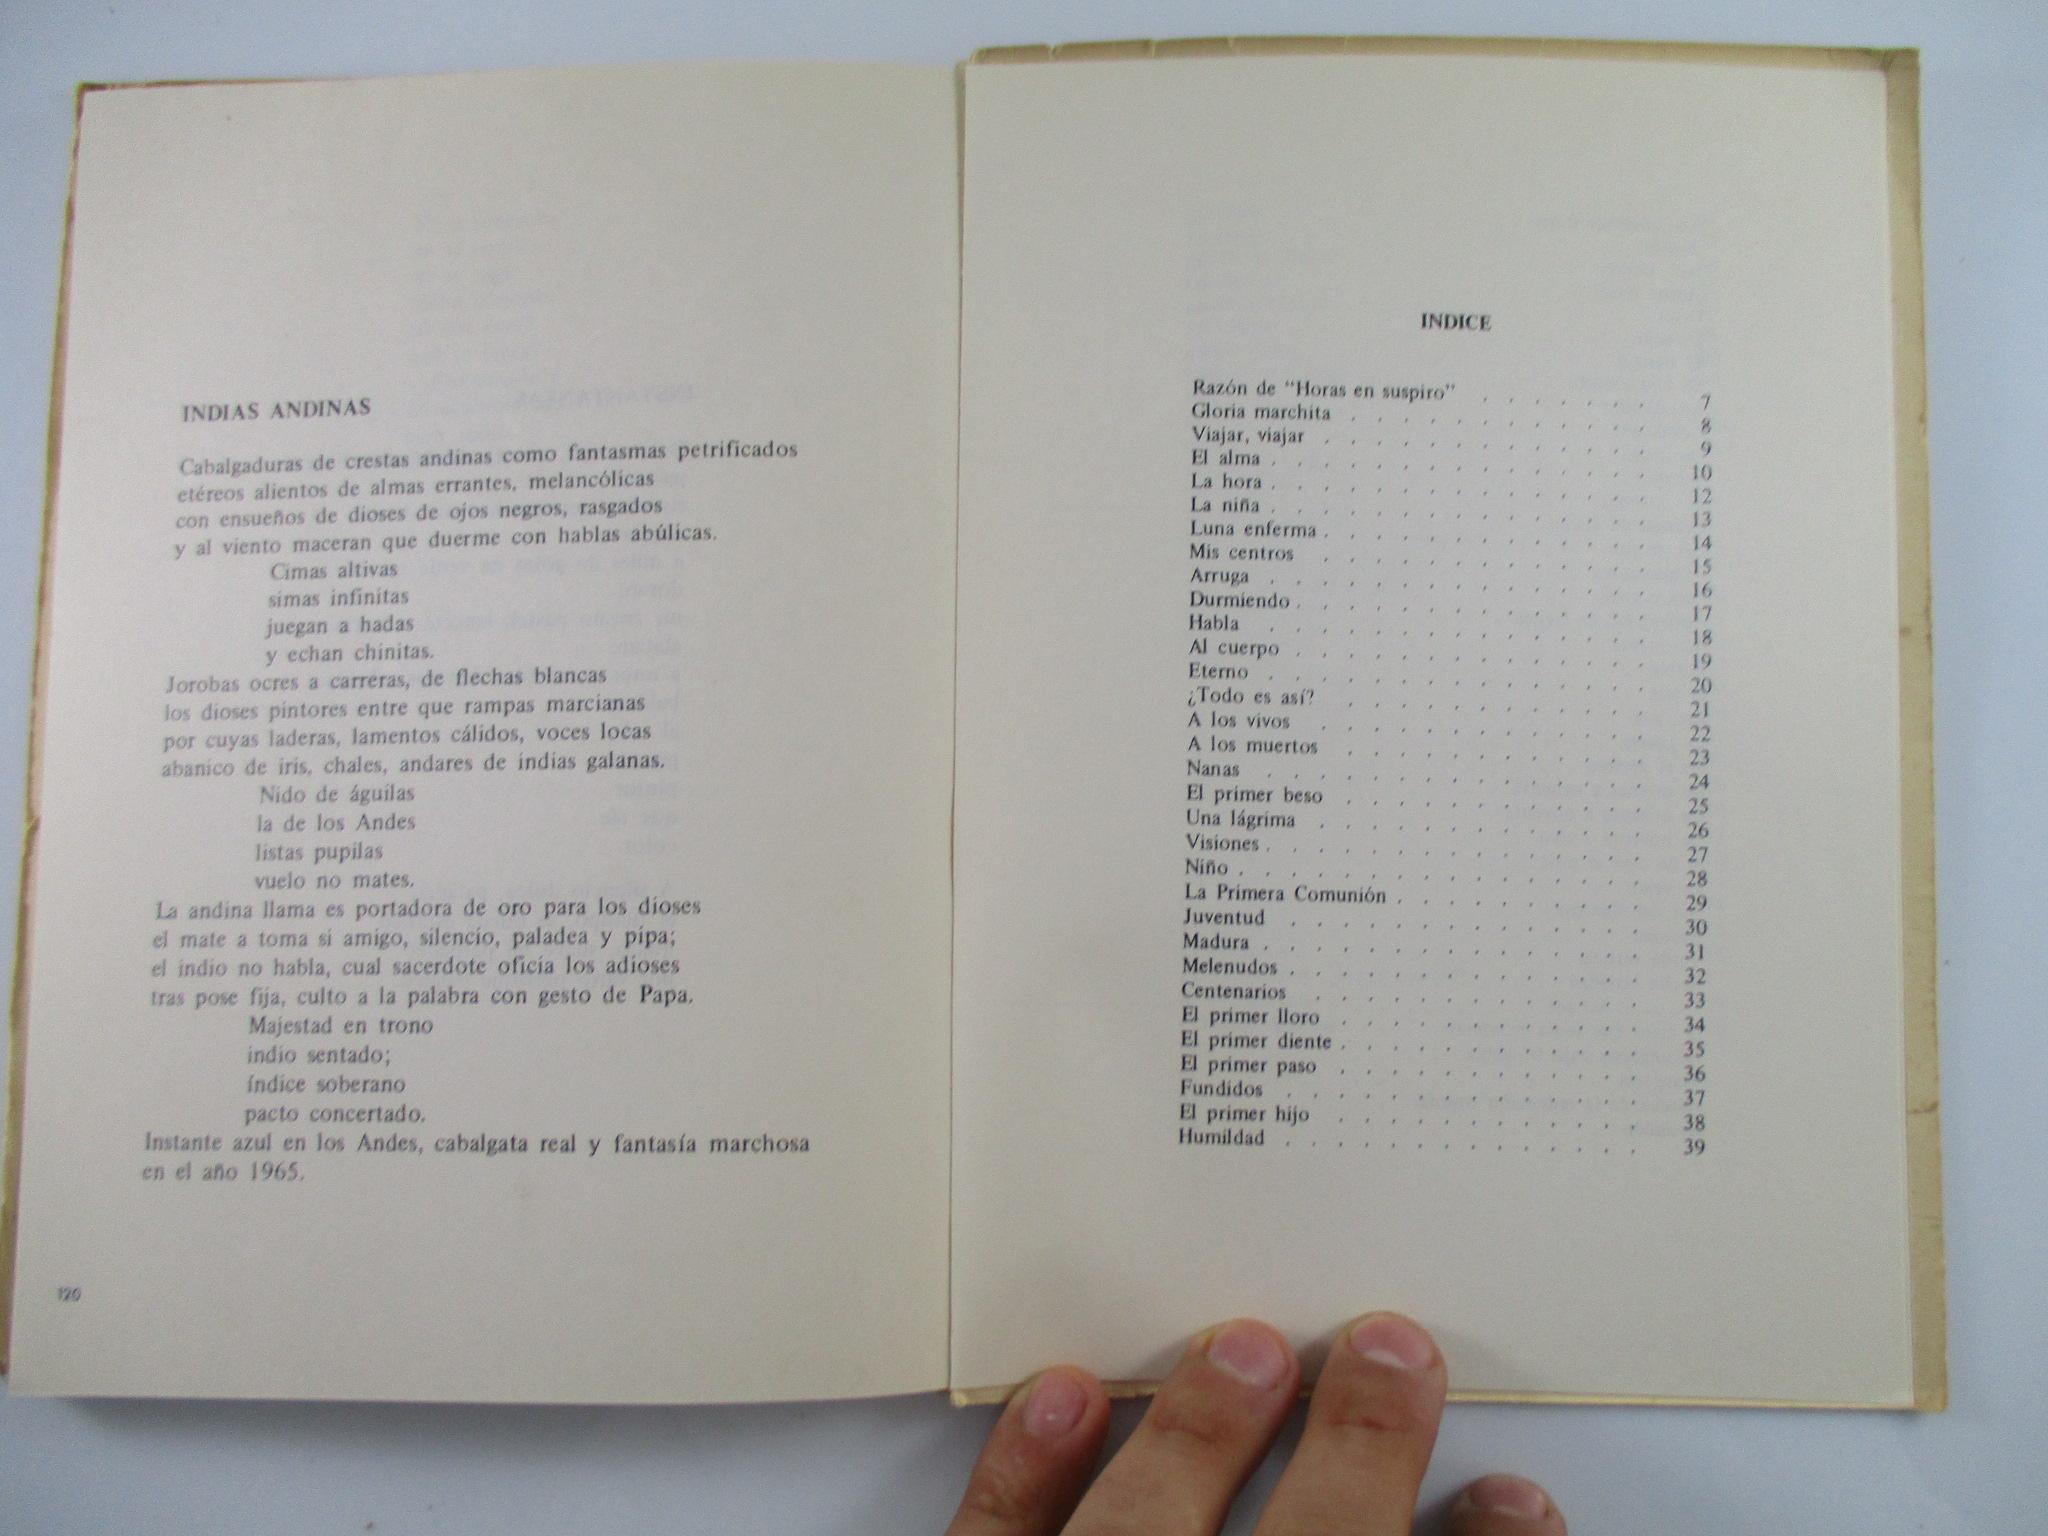 INDIAS ANDINAS
Cabalgaduras de crestas andinas como fantasmas petrificados
etéreos alientos de almas errantes, melancólicas
con ensueños de dioses de ojos negros, rasgados
y al viento maceran que duerme con hablas abúlicas.
Cimas altivas
simas infinitas
juegan a hadas
y echan chinitas.
Jorobas ocres a carreras, de flechas blancas
los dioses pintores entre que rampas marcianas
por cuyas laderas, lamentos cálidos, voces locas
abanico de iris, chales, andares de indias galanas.
Nido de águilas
la de los Andes
listas pupilas
vuelo no mates.
La andina llama es portadora de oro para los dioses
el mate a toma si amigo, silencio, paladea y pipa;
el indio no habla, cual sacerdote oficia los adioses
tras pose fija, culto a la palabra con gesto de Papa.
Majestad en trono
indio sentado;
índice soberano
pacto concertado.
Instante azul en los Andes, cabalgata real y fantasía marchosa
en el año 1965.
120
INDICE
Razón de “Horas en suspiro” . . . . . . . 7
Gloria marchita . . . . . . . . . . . . 8
Viajar, viajar . . . . . . . . . . . . . 9
El alma . . . . . . . . . . . . . . . 10
La hora . . . . . . . . . . . . . . . 12
La niña . . . . . . . . . . . . . . . 13
Luna enferma . . . . . . . . . . . . . 14
Mis centros . . . . . . . . . . . . . 15
Arruga . . . . . . . . . . . . . . . 16
Durmiendo . . . . . . . . . . . . . . 17
Habla . . . . . . . . . . . . . . . 18
Al cuerpo . . . . . . . . . . . . . . 19
Eterno . . . . . . . . . . . . . . . 20
¿Todo es así? . . . . . . . . . . . . 21
A los vivos . . . . . . . . . . . . . 22
A los muertos . . . . . . . . . . . . 23
Nanas . . . . . . . . . . . . . . . 24
El primer beso . . . . . . . . . . . . 25
Una lágrima . . . . . . . . . . . . . 26
Visiones . . . . . . . . . . . . . . . 27
Niño . . . . . . . . . . . . . . . . 28
La Primera Comunión . . . . . . . . . . 29
Juventud . . . . . . . . . . . . . . 30
Madura . . . . . . . . . . . . . . . 31
Melenudos . . . . . . . . . . . . . . 32
Centenarios . . . . . . . . . . . . . 33
El primer lloro . . . . . . . . . . . . 34
El primer diente . . . . . . . . . . . . 35
El primer paso . . . . . . . . . . . . 36
Fundidos . . . . . . . . . . . . . . 37
El primer hijo . . . . . . . . . . . . 38
Humildad . . . . . . . . . . . . . . 39